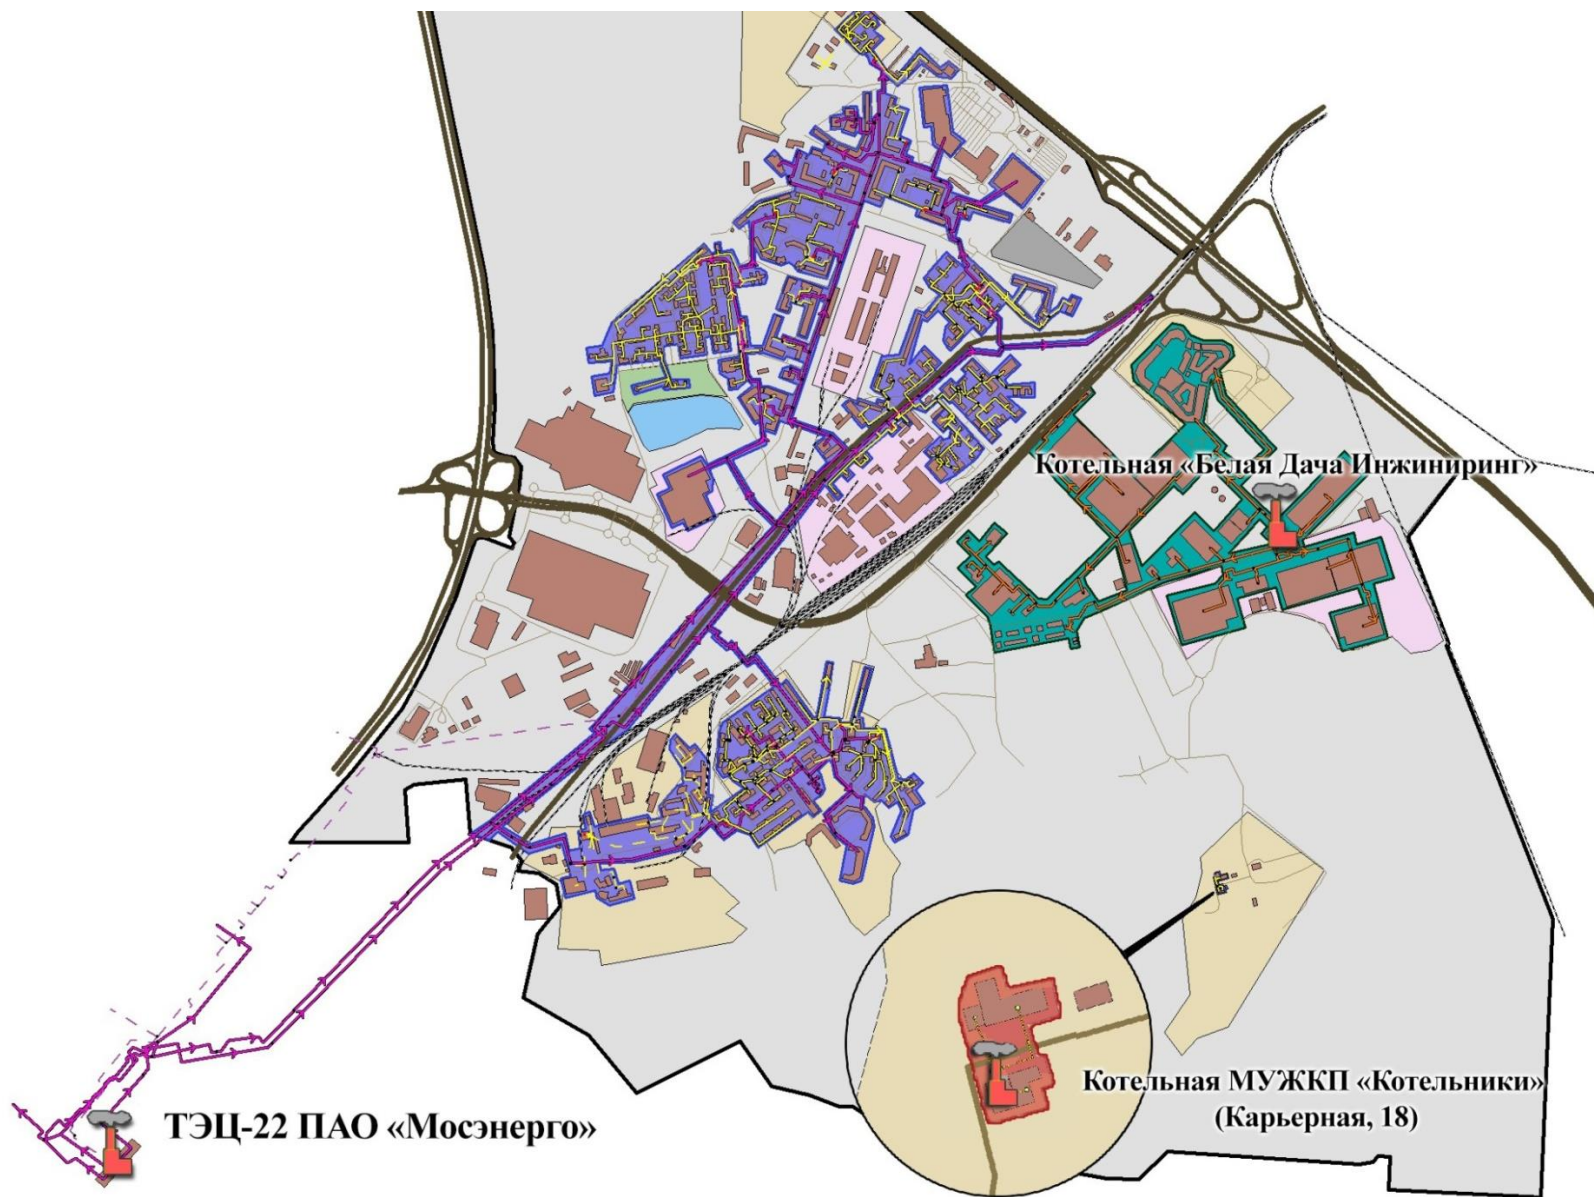 Котельная «Белая Дача Инжиниринг»
Котельная МУЖКП «Котельники»
(Карьерная, 18)
ТЭЦ-22 ПАО «Мосэнерго»